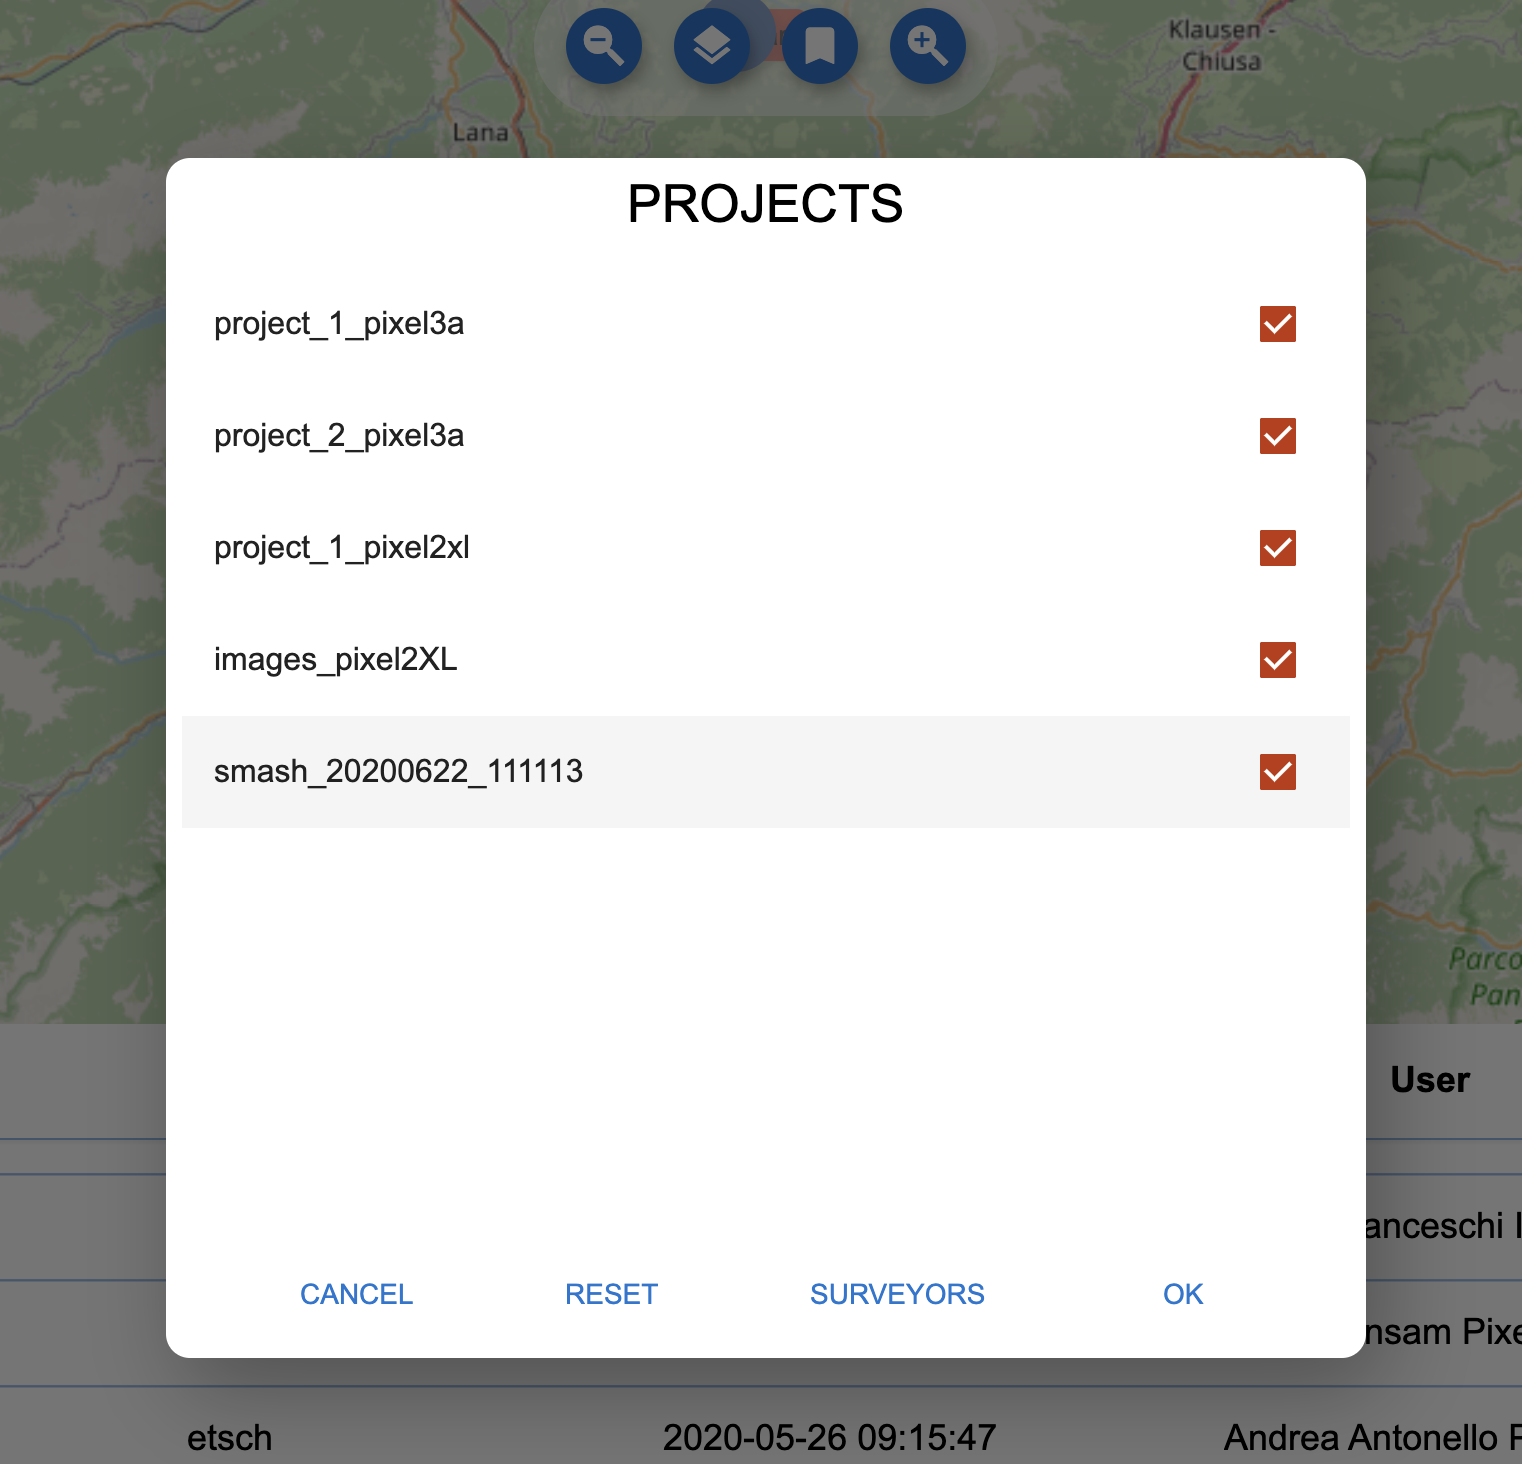 Klausen -
Chiusa
Lana
PROJECTS
project_1_pixel3a
project_2_pixel3a
project_1_pixel2xl
images_pixel2XL
smash_20200622_111113
Parco
Pan
User
anceschi
CANCEL RESET SURVEYORS OK
nsam Pixe
etsch 2020-05-26 09:15:47 Andrea Antonello